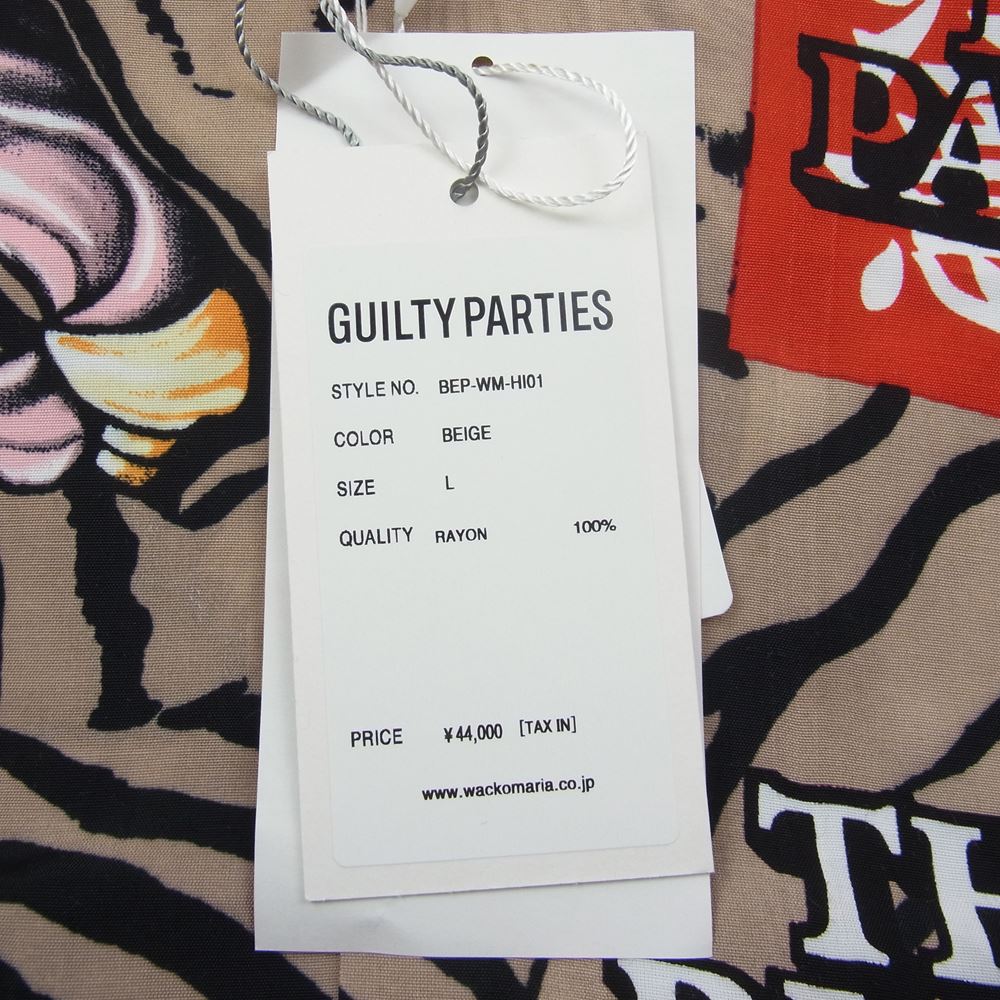 GUILTY PARTIES
STYLE NO. BEP-WM-HI01
COLOR BEIGE
SIZE L
QUALITY RAYON 100%
PRICE ¥44,000 [TAX IN]
www.wackomaria.co.jp
PA
TH